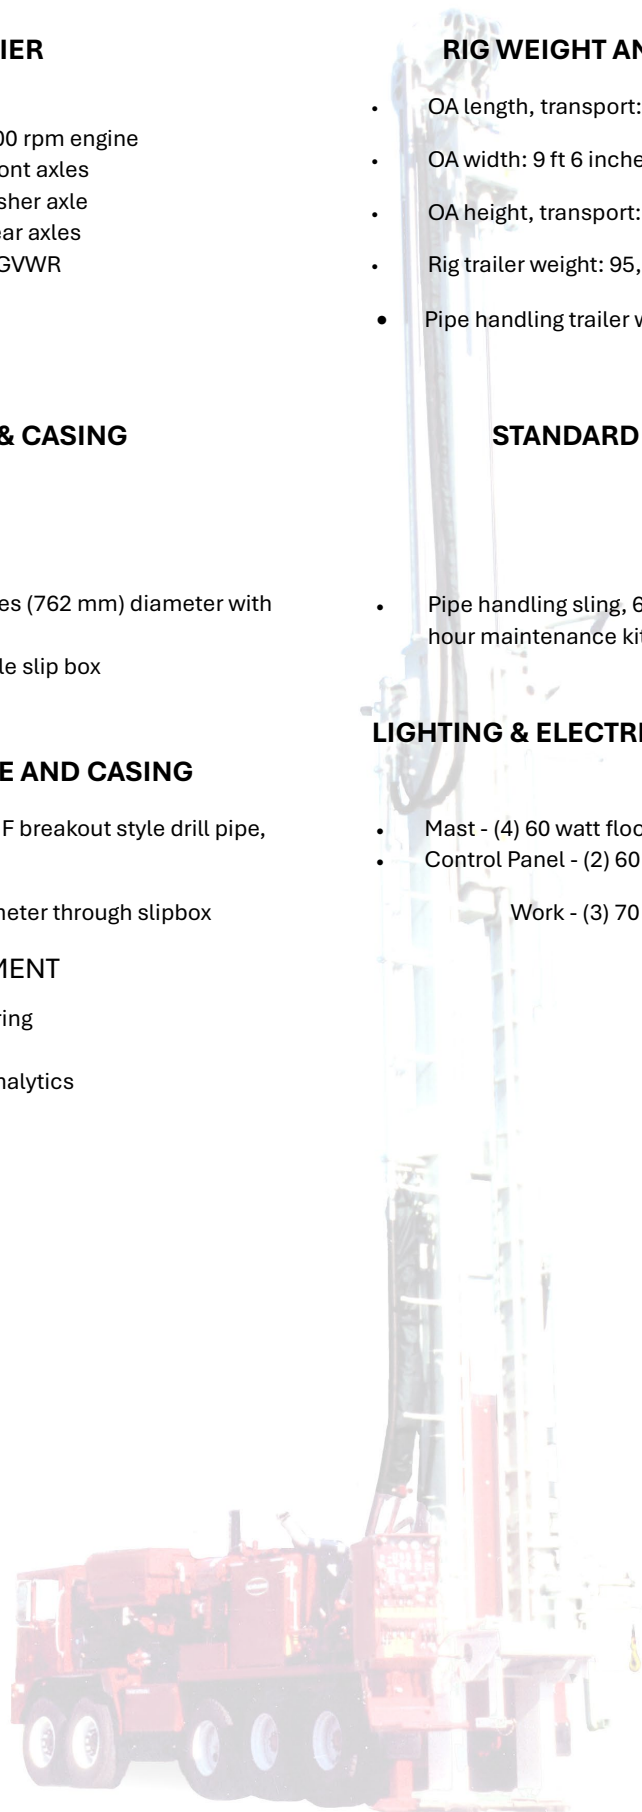 IER
00 rpm engine
ont axles
sher axle
ear axles
GVWR
& CASING
es (762 mm) diameter with
le slip box
E AND CASING
F breakout style drill pipe,
neter through slipbox
MENT
ring
nalytics
RIG WEIGHT AN
• OA length, transport:
• OA width: 9 ft 6 inche
• OA height, transport:
• Rig trailer weight: 95,
• Pipe handling trailer w
STANDARD
• Pipe handling sling, 6
hour maintenance kit
LIGHTING & ELECTRI
• Mast - (4) 60 watt floo
• Control Panel - (2) 60
Work - (3) 70